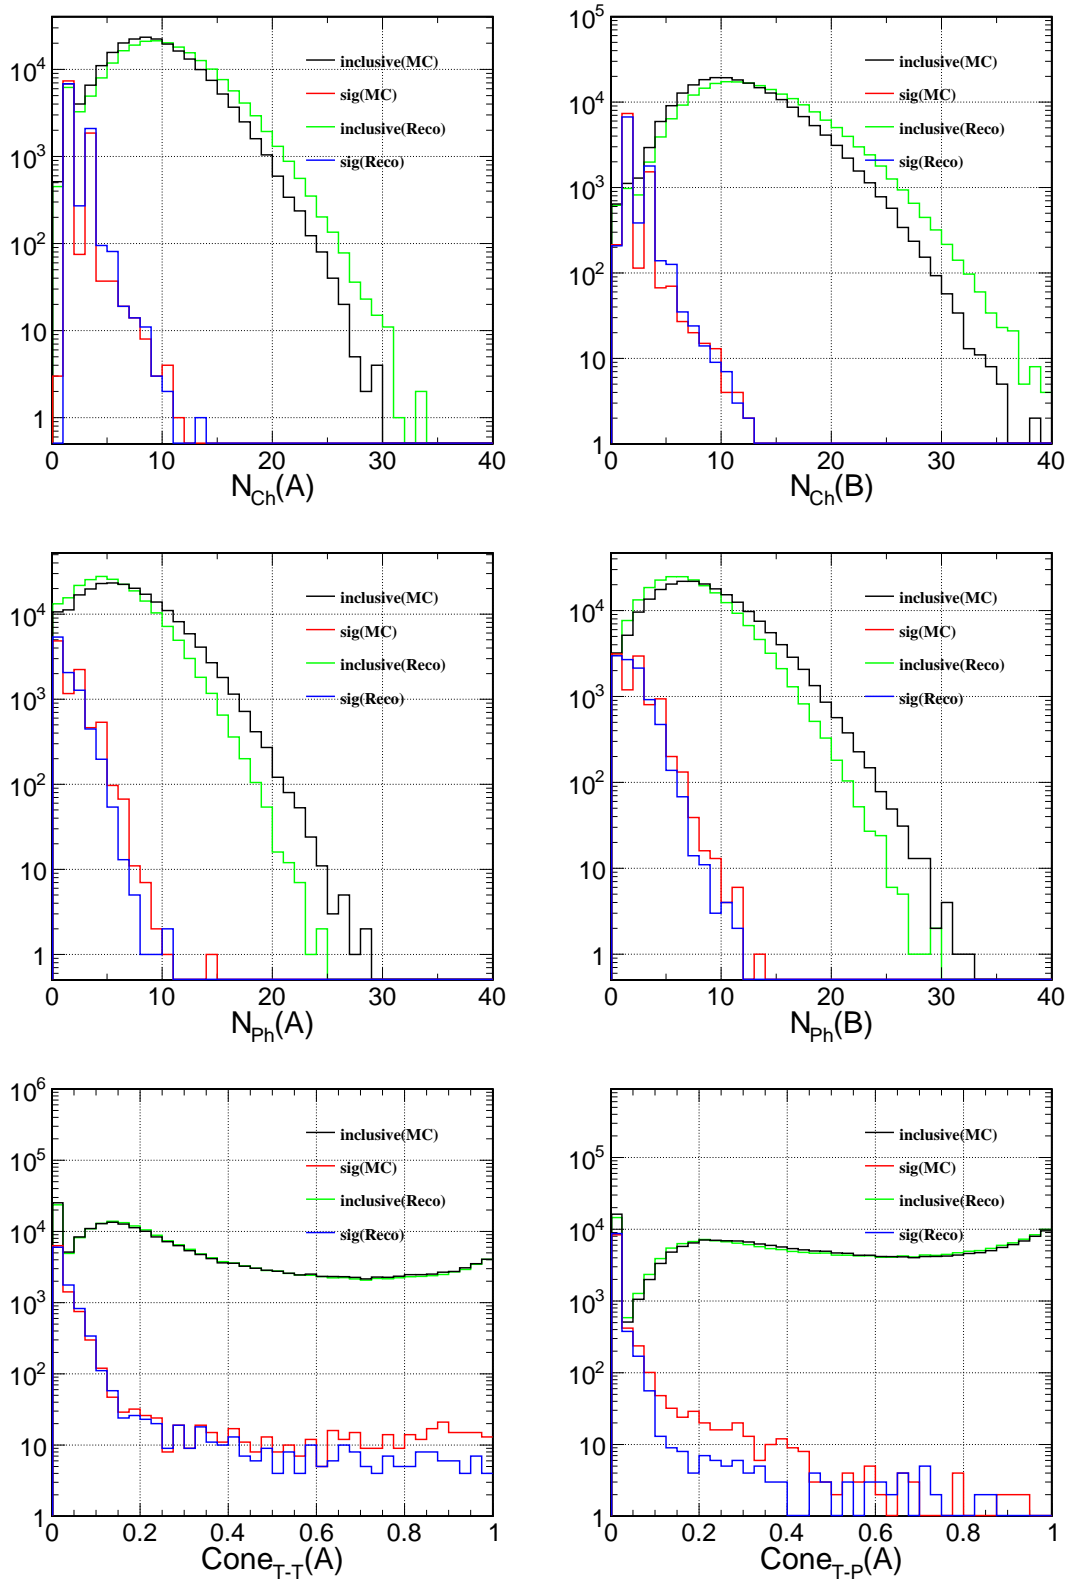 10^4
10^3
10^2
10
1
inclusive(MC)
sig(MC)
inclusive(Reco)
sig(Reco)
0 10 20 30 40
N_Ch(A)
10^5
10^4
10^3
10^2
10
1
inclusive(MC)
sig(MC)
inclusive(Reco)
sig(Reco)
0 10 20 30 40
N_Ch(B)
10^4
10^3
10^2
10
1
inclusive(MC)
sig(MC)
inclusive(Reco)
sig(Reco)
0 10 20 30 40
N_Ph(A)
10^4
10^3
10^2
10
1
inclusive(MC)
sig(MC)
inclusive(Reco)
sig(Reco)
0 10 20 30 40
N_Ph(B)
10^6
10^5
10^4
10^3
10^2
10
1
inclusive(MC)
sig(MC)
inclusive(Reco)
sig(Reco)
0 0.2 0.4 0.6 0.8 1
Cone_T-T(A)
10^5
10^4
10^3
10^2
10
1
inclusive(MC)
sig(MC)
inclusive(Reco)
sig(Reco)
0 0.2 0.4 0.6 0.8 1
Cone_T-P(A)